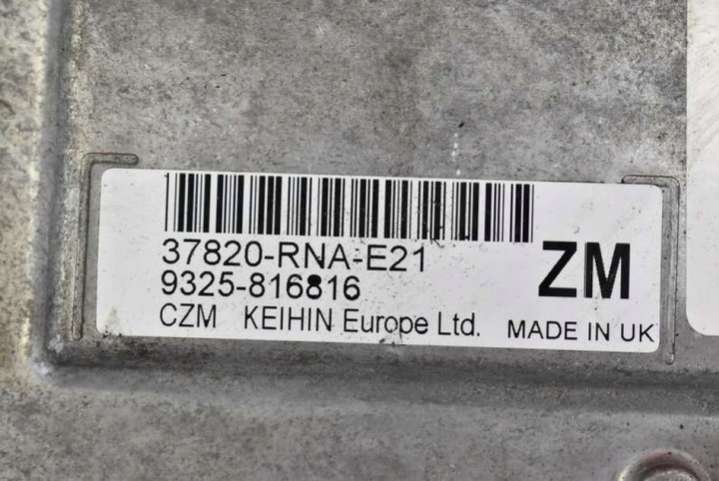 37820-RNA-E21
9325-816816
ZM
CZM KEIHIN Europe Ltd. MADE IN UK